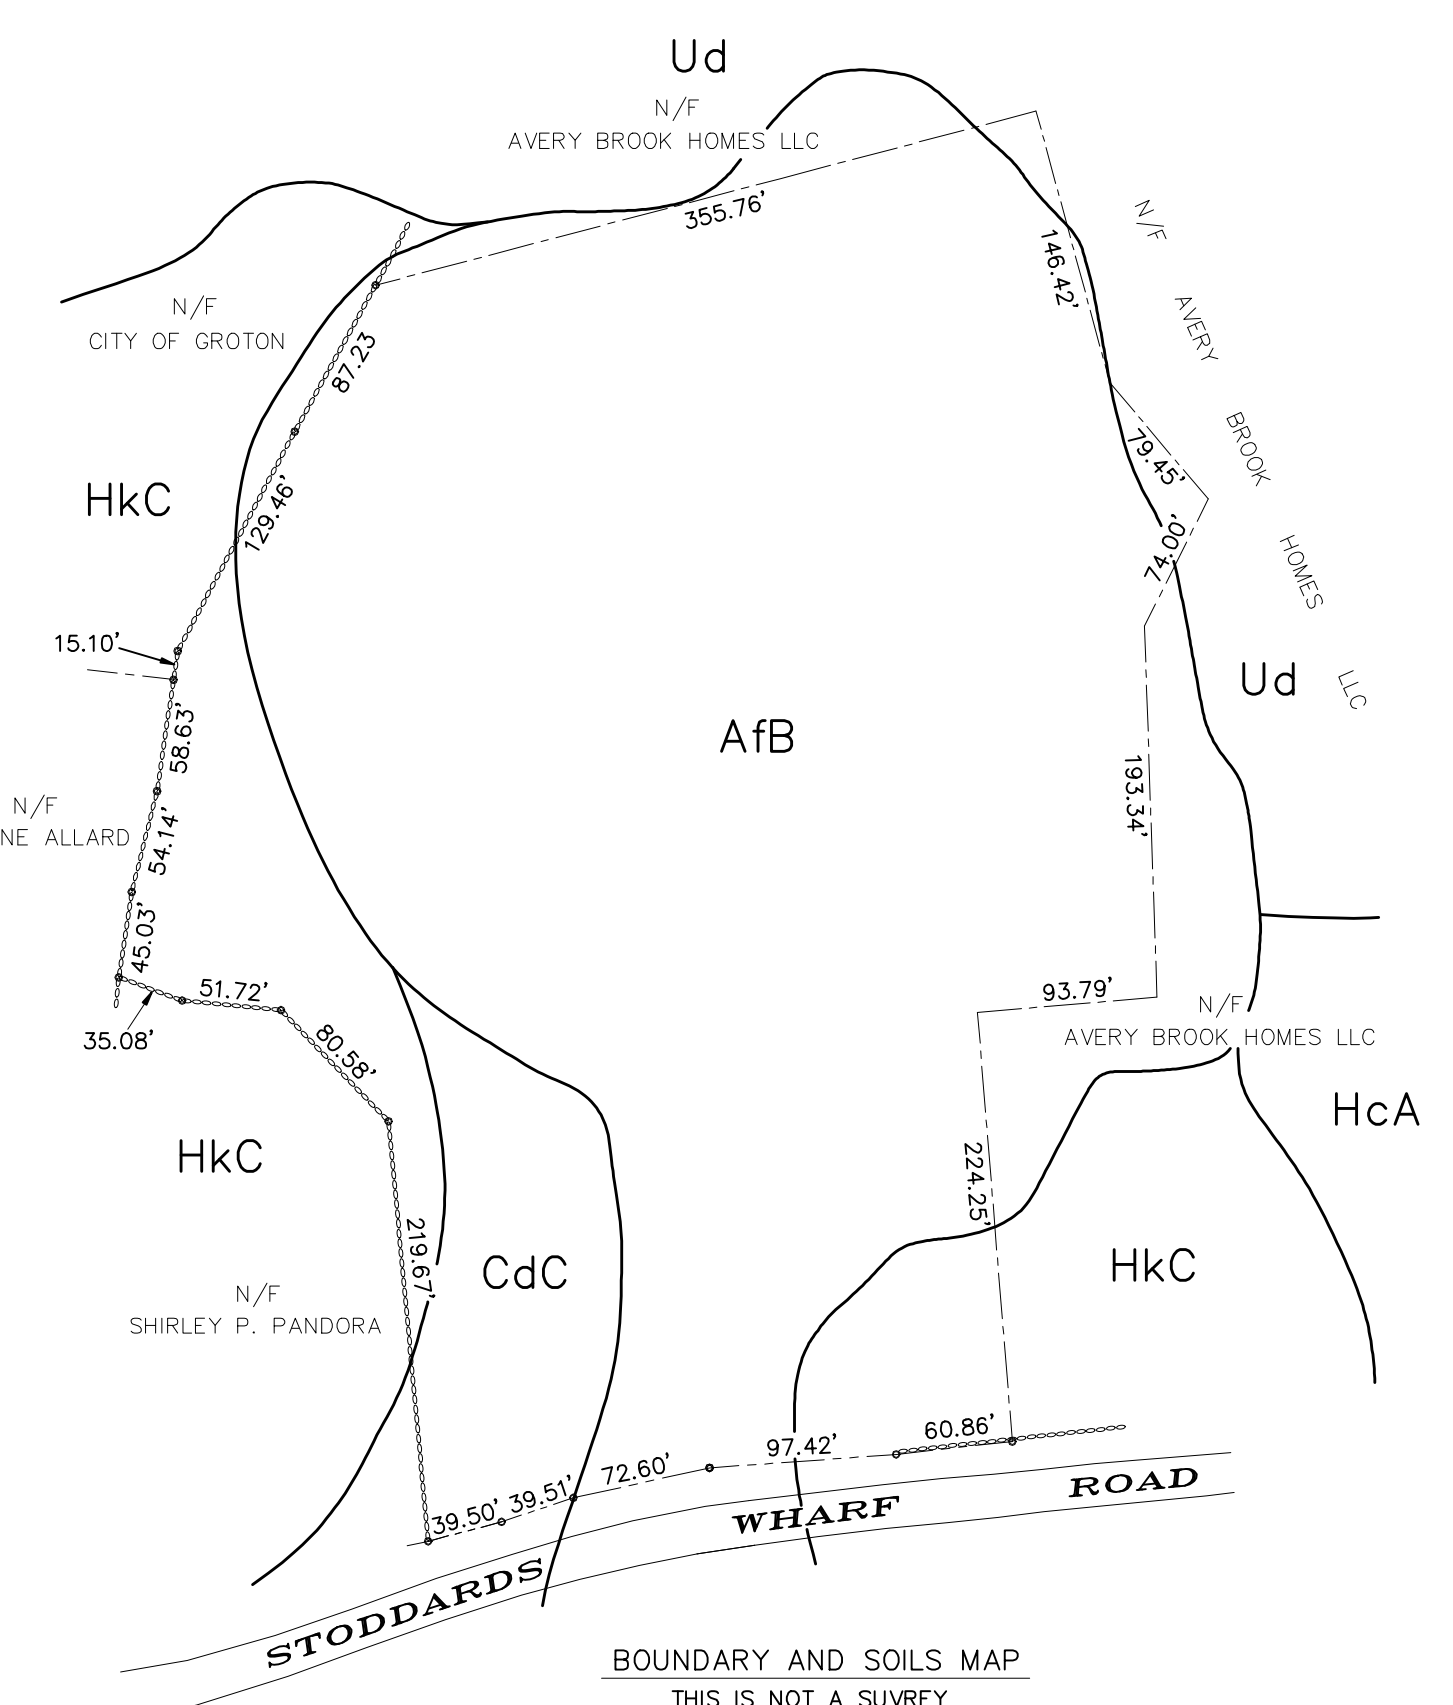 Ud
N/F
AVERY BROOK HOMES LLC
355.76'
146.42'
N/F AVERY BROOK HOMES LLC
N/F
CITY OF GROTON
87.23
HkC
129.46'
79.45'
74.00'
15.10'
58.63'
Ud
AfB
N/F
NE ALLARD
54.14'
193.34'
45.03'
51.72'
35.08'
80.58'
93.79'
N/F
AVERY BROOK HOMES LLC
HcA
HkC
224.25'
219.67'
CdC
HkC
N/F
SHIRLEY P. PANDORA
39.50'
39.51'
72.60'
97.42'
60.86'
STODDARDS WHARF ROAD
BOUNDARY AND SOILS MAP
THIS IS NOT A SUVREY